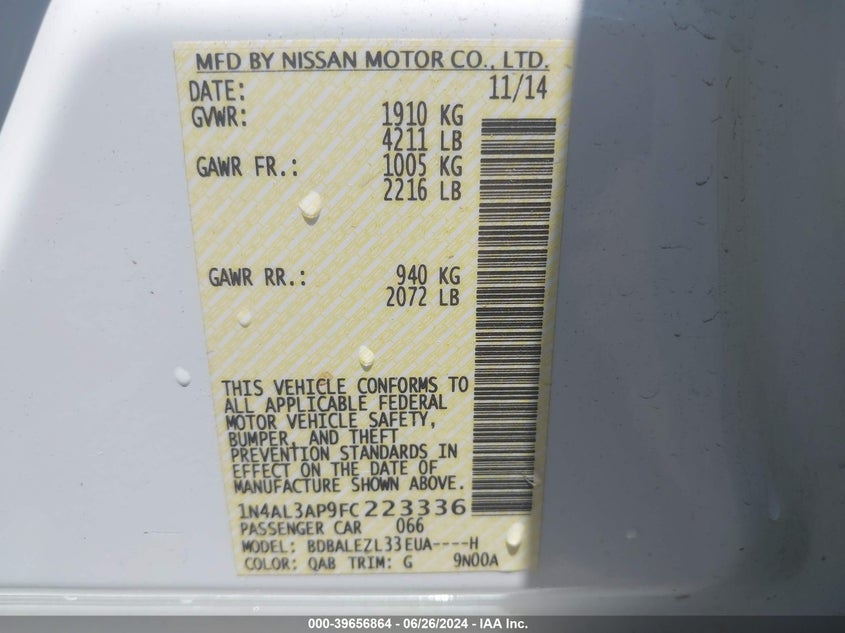 MFD BY NISSAN MOTOR CO., LTD.
DATE: 11/14
GVWR: 1910 KG
4211 LB
GAWR FR.: 1005 KG
2216 LB
GAWR RR.: 940 KG
2072 LB
THIS VEHICLE CONFORMS TO
ALL APPLICABLE FEDERAL
MOTOR VEHICLE SAFETY,
BUMPER, AND THEFT
PREVENTION STANDARDS IN
EFFECT ON THE DATE OF
MANUFACTURE SHOWN ABOVE.
1N4AL3AP9FC223336
PASSENGER CAR 066
MODEL: BDBALEZL33EUA----H
COLOR: QAB TRIM: G 9N00A
000-39656864 / 06/26/2024 - IAA Inc.